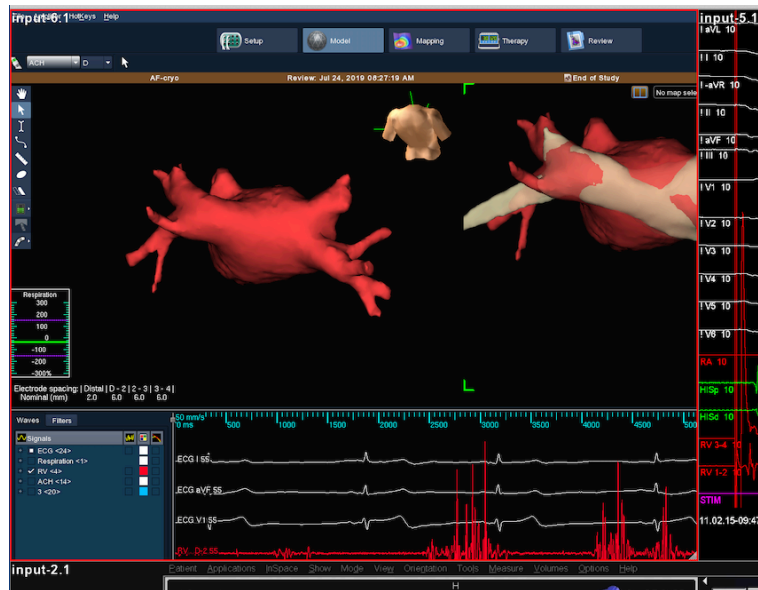 input-6.1
HotKeys Help
Setup
Model
Mapping
Therapy
Review
ACH
D
AF-cryo
Review: Jul 24, 2019 08:27:19 AM
End of Study
No map sele
Respiration
300
200
100
0
-100
-200
-300%
Electrode spacing: | Distal | D - 2 | 2 - 3 | 3 - 4 |
Nominal (mm) 2.0 6.0 6.0 6.0
Waves Filters
Signals
ECG <24>
Respiration <1>
RV <4>
ACH <14>
3 <20>
50 mm/s
0 ms 500 1000 1500 2000 2500 3000 3500 4000 4500 50
ECG I 55
ECG aVF 55
ECG V1 55
RV D-2 55
input-5.1
! aVL 10
! I 10
! -aVR 10
! II 10
! aVF 10
! III 10
! V1 10
! V2 10
! V3 10
! V4 10
! V5 10
! V6 10
RA 10
HISp 10
HISd 10
RV 3-4 10
RV 1-2 10
STIM
11.02.15-09:47
input-2.1
Patient Applications InSpace Show Mode View Orientation Tools Measure Volumes Options Help
H